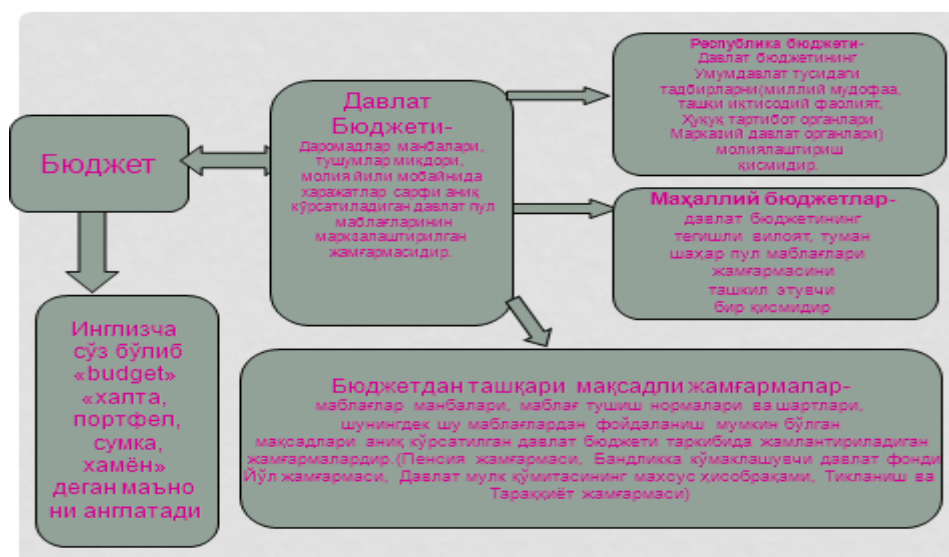 Бюджет
Инглизча
сўз бўлиб
«budget»
«халта,
портфел,
сумка,
хамён»
деган маъно
ни англатади
Давлат
Бюджети-
Даромадлар манбалари,
тушумлар миқдори,
молия йили мобайнида
харажатлар сарфи аниқ
кўрсатиладиган давлат пул
маблағларинин
марказлаштирилган
жамғармасидир.
Республика бюджети-
Давлат бюджетининг
Умумдавлат тусидаги
тадбирларни(миллий мудофаа,
ташқи иқтисодий фаолият,
Ҳуқуқ тартибот органлари
Марказий давлат органлари)
молиялаштириш
қисмидир.
Маҳаллий бюджетлар-
давлат бюджетининг
тегишли вилоят, туман
шаҳар пул маблағлари
жамғармасини
ташкил этувчи
бир қисмидир
Бюджетдан ташқари мақсадли жамғармалар-
маблағлар манбалари, маблағ тушиш нормалари ва шартлари,
шунингдек шу маблағлардан фойдаланиш мумкин бўлган
мақсадлари аниқ кўрсатилган давлат бюджети таркибида жамлантириладиган
жамғармалардир.(Пенсия жамғармаси, Бандликка кўмаклашувчи давлат фонди
Йўл жамғармаси, Давлат мулк қўмитасининг махсус ҳисобрақами, Тикланиш ва
Тараққиёт жамғармаси)